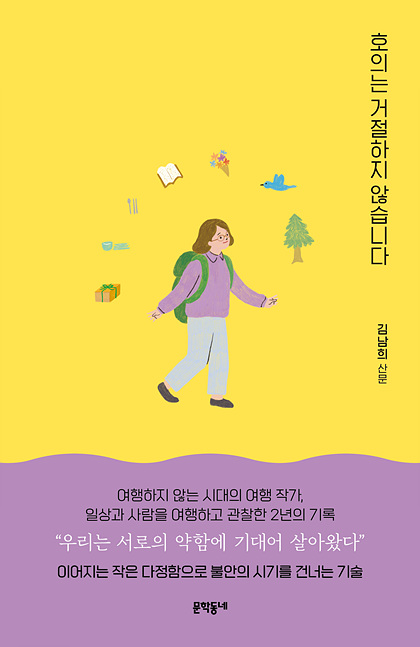 호의는 거절하지 않습니다
김남희 산문
여행하지 않는 시대의 여행 작가,
일상과 사람을 여행하고 관찰한 2년의 기록
“우리는 서로의 약함에 기대어 살아왔다”
이어지는 작은 다정함으로 불안의 시기를 건너는 기술
문학동네